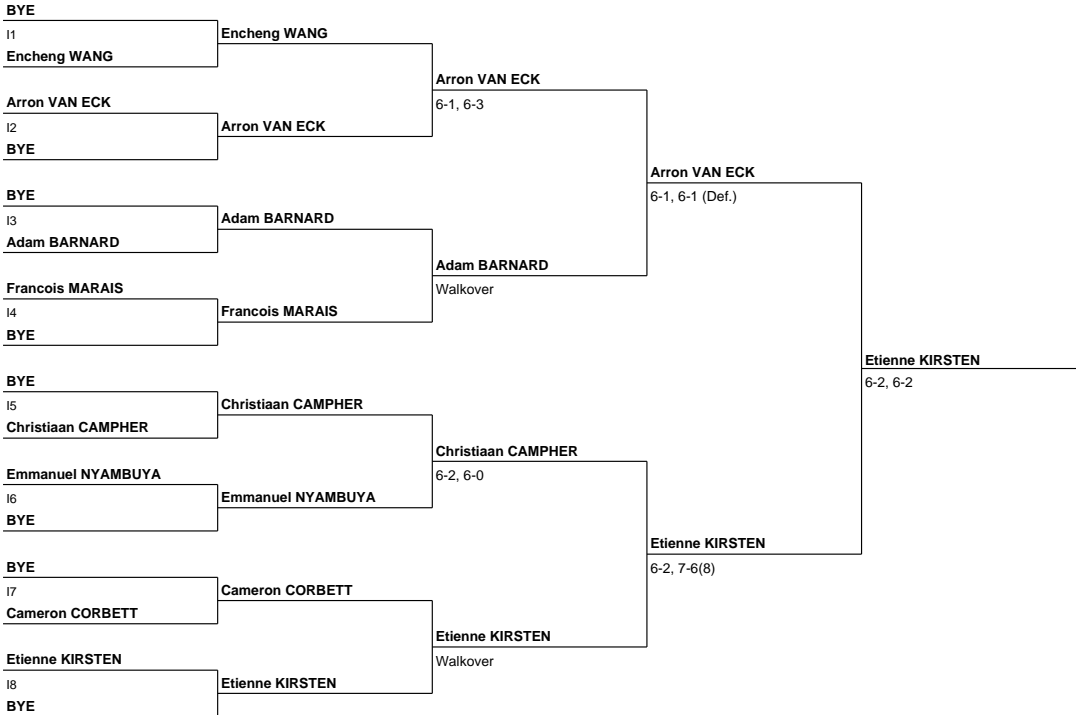 BYE
I1
Encheng WANG
Arron VAN ECK
I2
BYE
BYE
I3
Adam BARNARD
Francois MARAIS
I4
BYE
BYE
I5
Christiaan CAMPHER
Emmanuel NYAMBUYA
I6
BYE
BYE
I7
Cameron CORBETT
Etienne KIRSTEN
I8
BYE
Encheng WANG
Arron VAN ECK
Adam BARNARD
Francois MARAIS
Christiaan CAMPHER
Emmanuel NYAMBUYA
Cameron CORBETT
Etienne KIRSTEN
Arron VAN ECK
6-1, 6-3
Adam BARNARD
Walkover
Christiaan CAMPHER
6-2, 6-0
Etienne KIRSTEN
Walkover
Arron VAN ECK
6-1, 6-1 (Def.)
Etienne KIRSTEN
6-2, 7-6(8)
Etienne KIRSTEN
6-2, 6-2